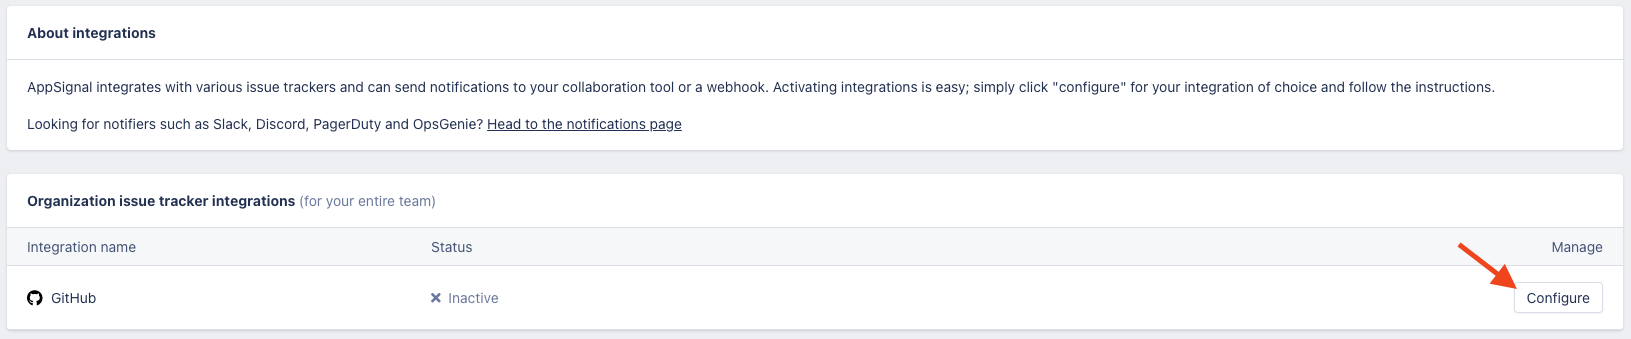 About integrations
AppSignal integrates with various issue trackers and can send notifications to your collaboration tool or a webhook. Activating integrations is easy; simply click "configure" for your integration of choice and follow the instructions.
Looking for notifiers such as Slack, Discord, PagerDuty and OpsGenie? Head to the notifications page
Organization issue tracker integrations (for your entire team)
Integration name Status Manage
GitHub Inactive Configure